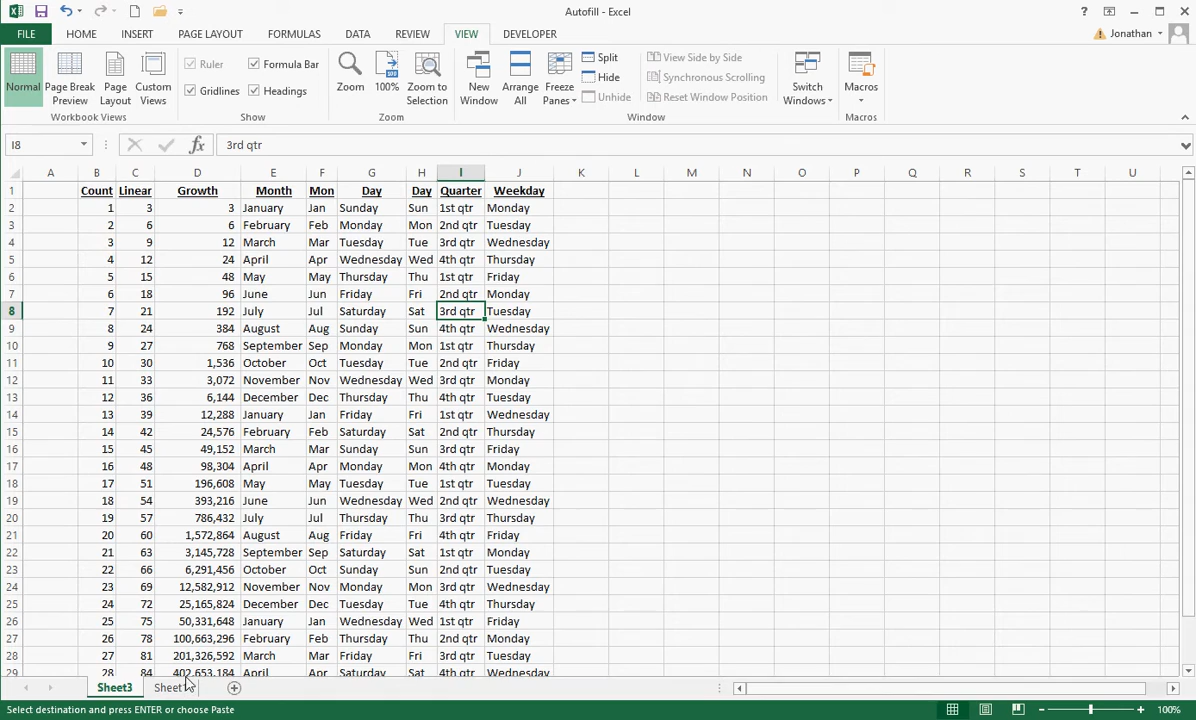 Autofill - Excel
?
FILE HOME INSERT PAGE LAYOUT FORMULAS DATA REVIEW VIEW DEVELOPER Jonathan
Normal Page Break Preview Page Layout Custom Views
Ruler Formula Bar
Gridlines Headings
Zoom 100% Zoom to Selection
New Window Arrange All Freeze Panes
Split
Hide
Unhide
View Side by Side
Synchronous Scrolling
Reset Window Position
Switch Windows Macros
Workbook Views Show Zoom Window Macros
I8 fx 3rd qtr
A B C D E F G H I J K L M N O P Q R S T U
1 Count Linear Growth Month Mon Day Day Quarter Weekday
2 1 3 3 January Jan Sunday Sun 1st qtr Monday
3 2 6 6 February Feb Monday Mon 2nd qtr Tuesday
4 3 9 12 March Mar Tuesday Tue 3rd qtr Wednesday
5 4 12 24 April Apr Wednesday Wed 4th qtr Thursday
6 5 15 48 May May Thursday Thu 1st qtr Friday
7 6 18 96 June Jun Friday Fri 2nd qtr Monday
8 7 21 192 July Jul Saturday Sat 3rd qtr Tuesday
9 8 24 384 August Aug Sunday Sun 4th qtr Wednesday
10 9 27 768 September Sep Monday Mon 1st qtr Thursday
11 10 30 1,536 October Oct Tuesday Tue 2nd qtr Friday
12 11 33 3,072 November Nov Wednesday Wed 3rd qtr Monday
13 12 36 6,144 December Dec Thursday Thu 4th qtr Tuesday
14 13 39 12,288 January Jan Friday Fri 1st qtr Wednesday
15 14 42 24,576 February Feb Saturday Sat 2nd qtr Thursday
16 15 45 49,152 March Mar Sunday Sun 3rd qtr Friday
17 16 48 98,304 April Apr Monday Mon 4th qtr Monday
18 17 51 196,608 May May Tuesday Tue 1st qtr Tuesday
19 18 54 393,216 June Jun Wednesday Wed 2nd qtr Wednesday
20 19 57 786,432 July Jul Thursday Thu 3rd qtr Thursday
21 20 60 1,572,864 August Aug Friday Fri 4th qtr Friday
22 21 63 3,145,728 September Sep Saturday Sat 1st qtr Monday
23 22 66 6,291,456 October Oct Sunday Sun 2nd qtr Tuesday
24 23 69 12,582,912 November Nov Monday Mon 3rd qtr Wednesday
25 24 72 25,165,824 December Dec Tuesday Tue 4th qtr Thursday
26 25 75 50,331,648 January Jan Wednesday Wed 1st qtr Friday
27 26 78 100,663,296 February Feb Thursday Thu 2nd qtr Monday
28 27 81 201,326,592 March Mar Friday Fri 3rd qtr Tuesday
29 28 84 402,653,184 April Apr Saturday Sat 4th qtr Wednesday
Sheet3
Select destination and press ENTER or choose Paste 100%